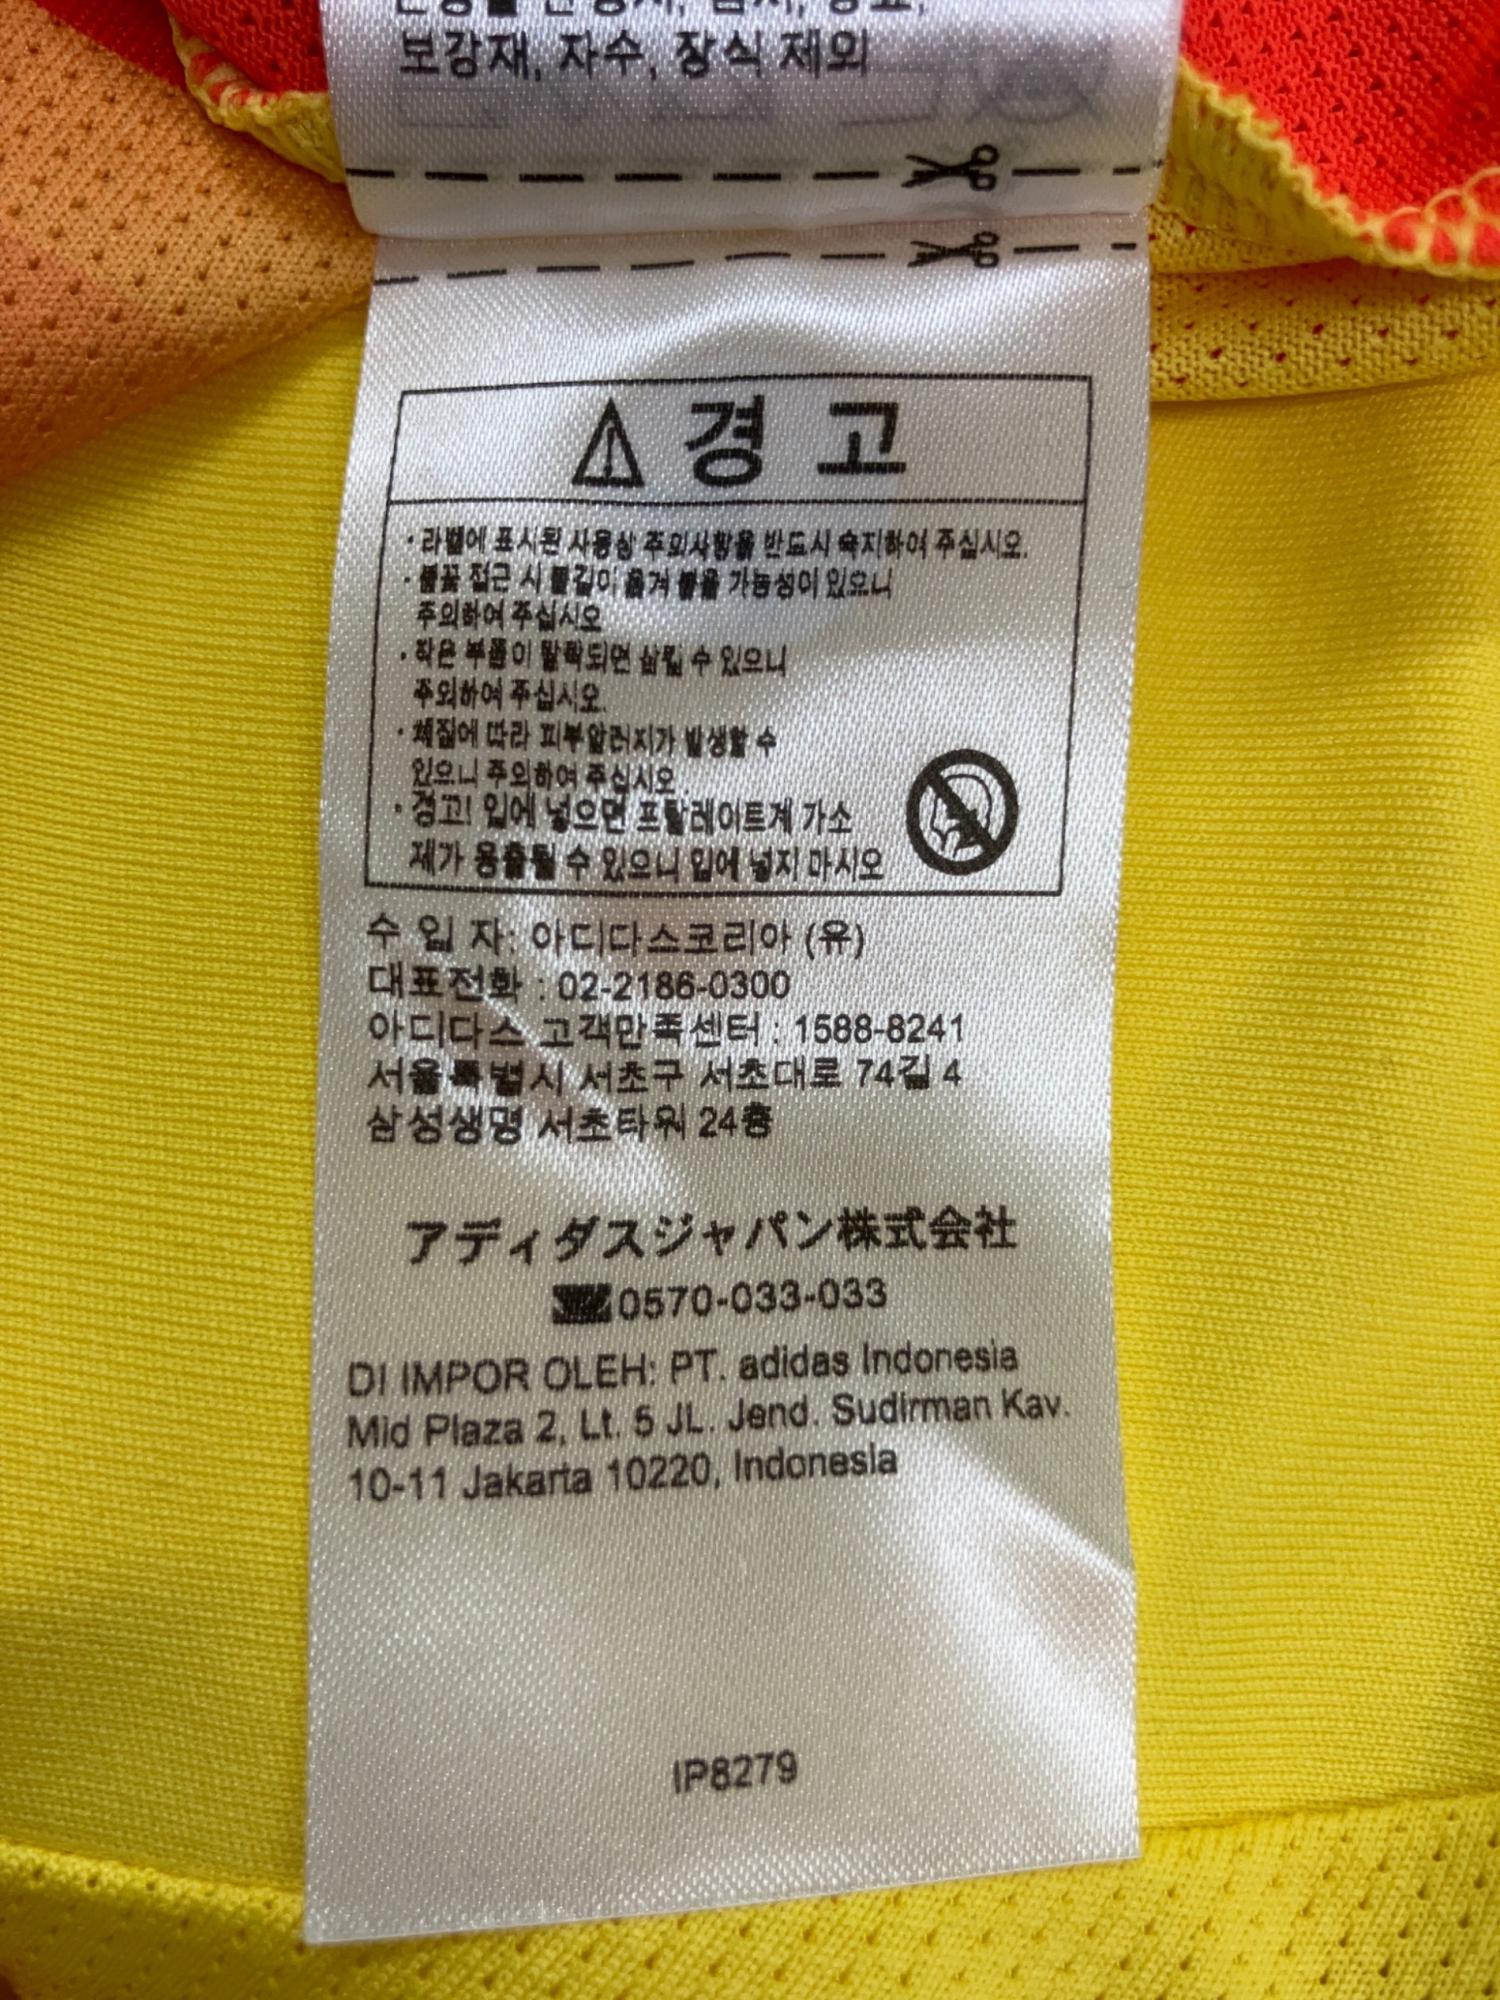 보강재, 자수, 장식 제외
경 고
· 라벨에 표시된 사용상 주의사항을 반드시 숙지하여 주십시오.
· 불꽃 접근 시 불길이 옮겨 붙을 가능성이 있으니
주의하여 주십시오
· 작은 부품이 탈락되면 삼킬 수 있으니
주의하여 주십시오.
· 체질에 따라 피부알러지가 발생할 수
있으니 주의하여 주십시오
· 경고! 입에 넣으면 프탈레이트계 가소
제가 용출될 수 있으니 입에 넣지 마시오
수 입 자: 아디다스코리아 (유)
대표전화 : 02-2186-0300
아디다스 고객만족센터 : 1588-8241
서울특별시 서초구 서초대로 74길 4
삼성생명 서초타워 24층
アディダスジャパン株式会社
0570-033-033
DI IMPOR OLEH: PT. adidas Indonesia
Mid Plaza 2, Lt. 5 JL. Jend. Sudirman Kav.
10-11 Jakarta 10220, Indonesia
IP8279